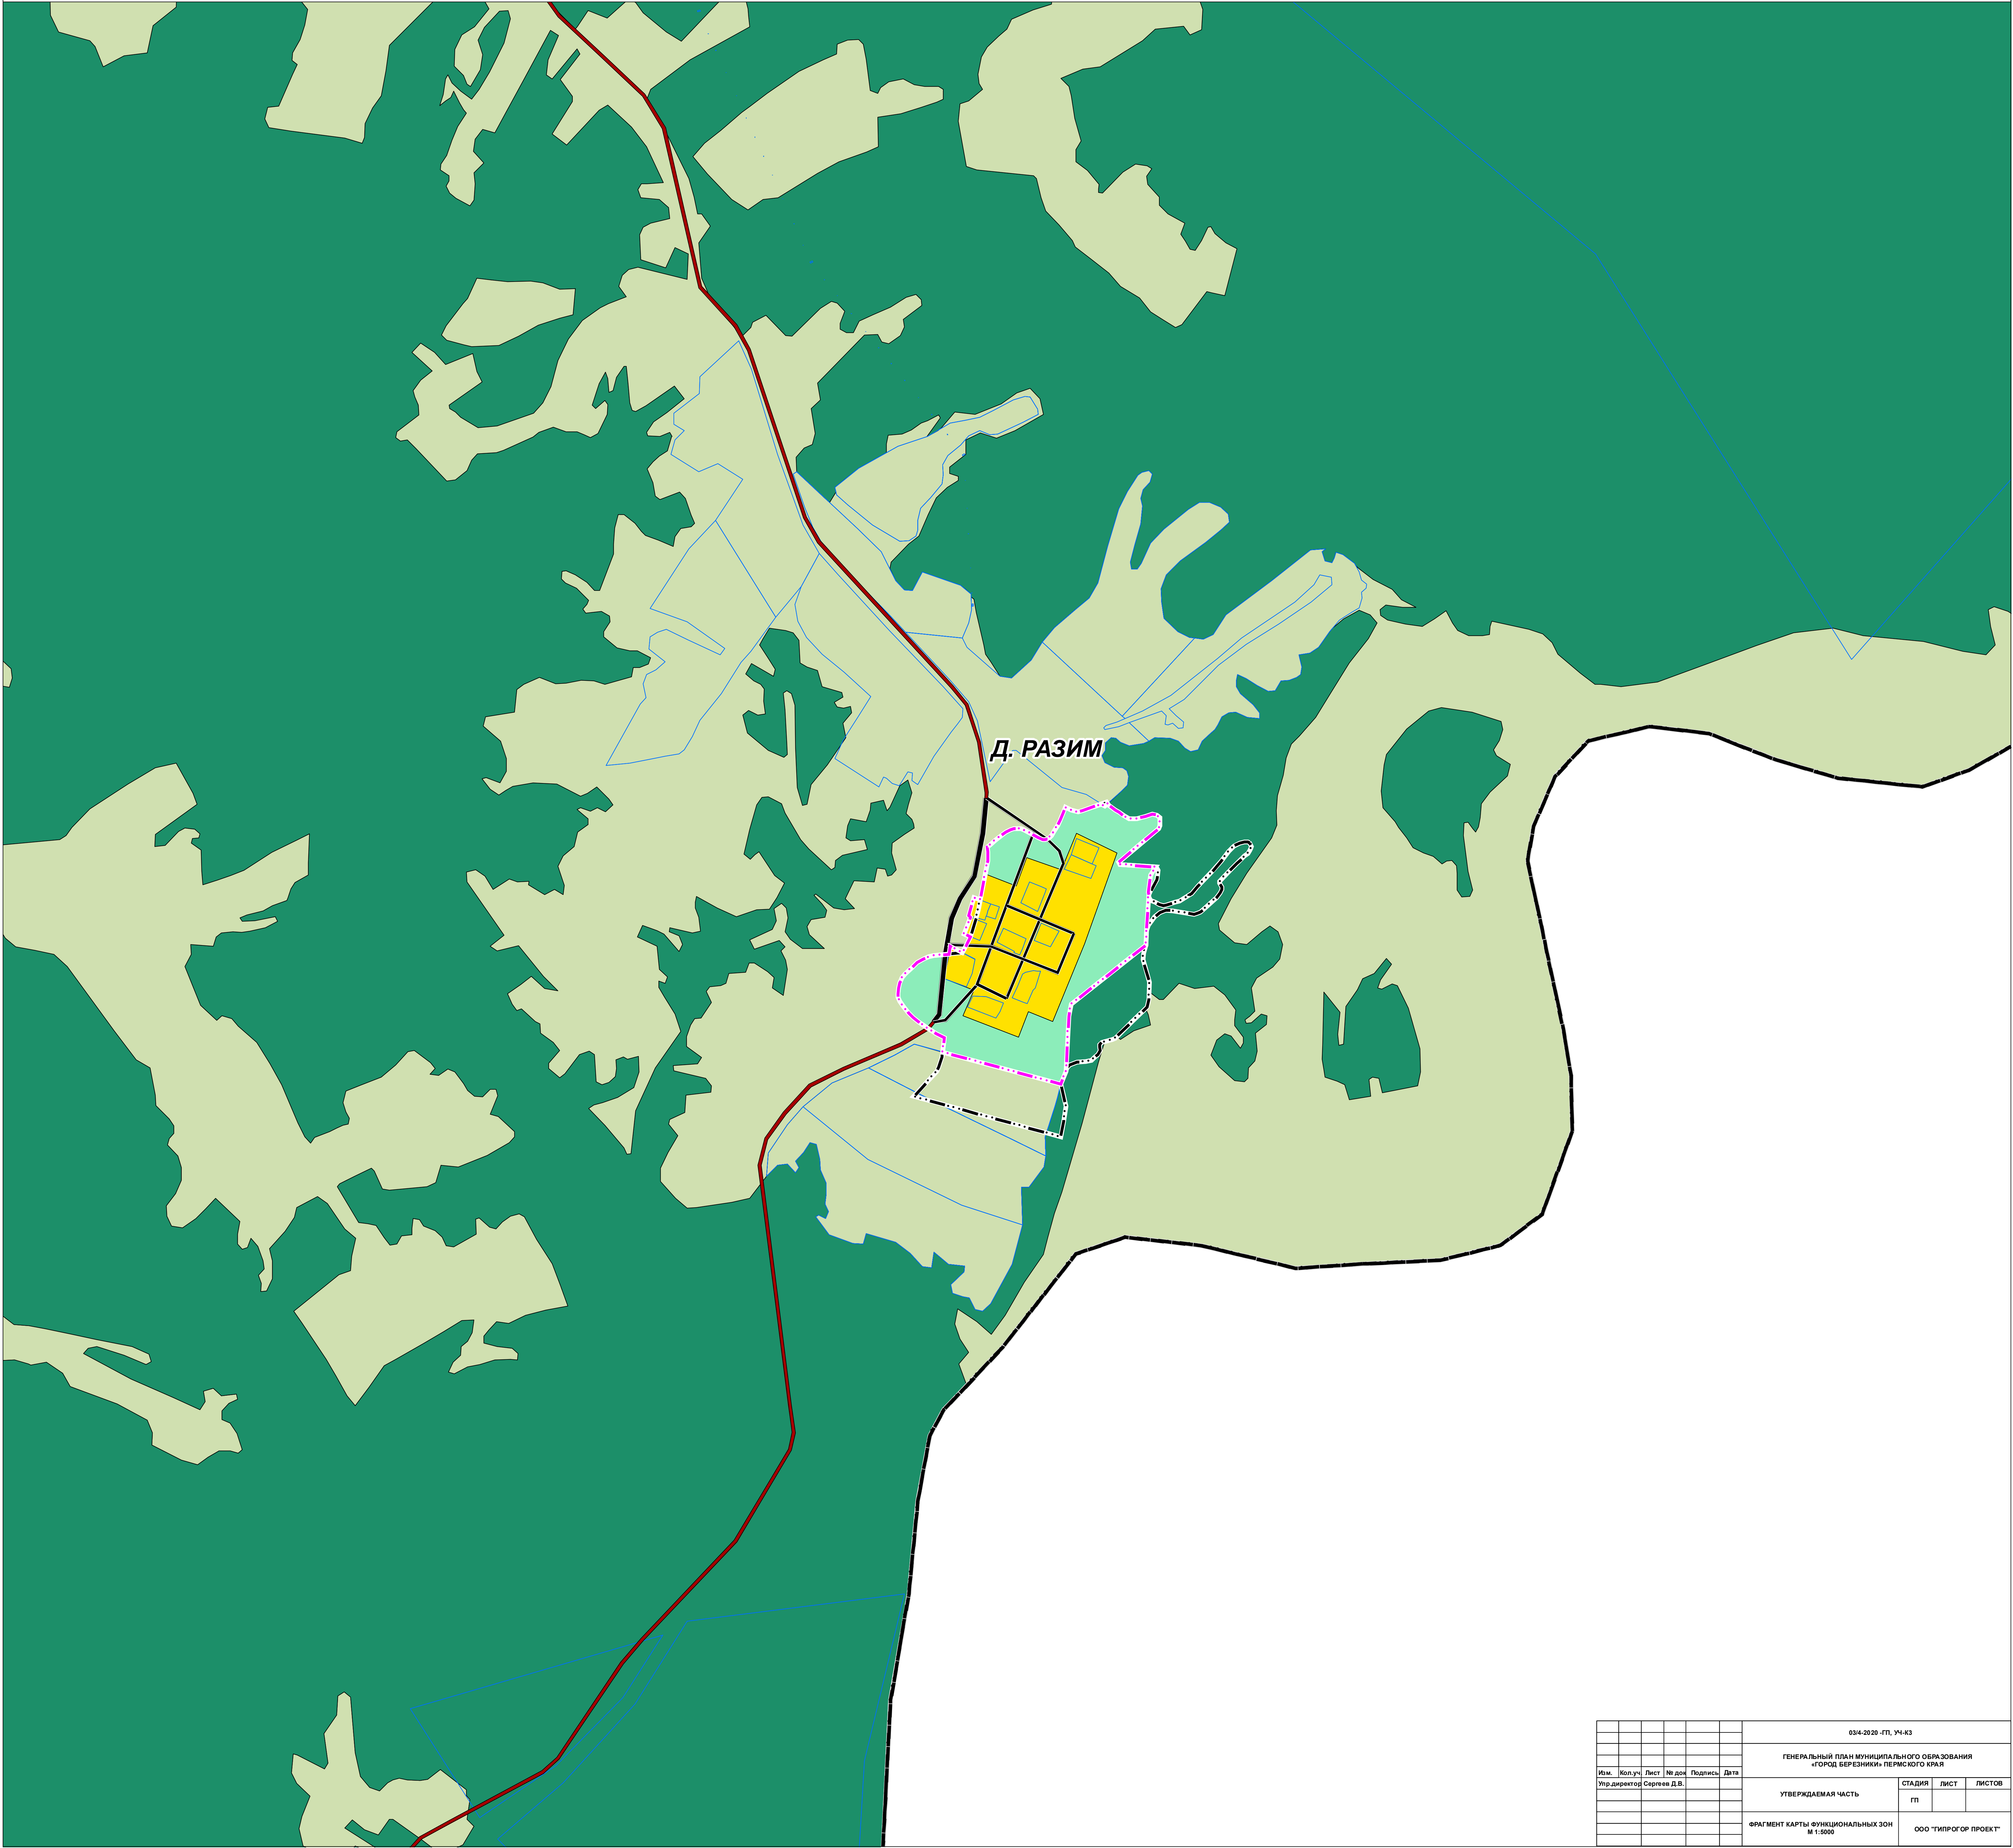 Д. РАЗИМ
03/4-2020 -ГП, УЧ-К3
ГЕНЕРАЛЬНЫЙ ПЛАН МУНИЦИПАЛЬНОГО ОБРАЗОВАНИЯ
«ГОРОД БЕРЕЗНИКИ» ПЕРМСКОГО КРАЯ
Изм. Кол.уч Лист № док Подпись Дата
Упр.директор Сергеев Д.В.
УТВЕРЖДАЕМАЯ ЧАСТЬ
СТАДИЯ ЛИСТ ЛИСТОВ
ГП
ФРАГМЕНТ КАРТЫ ФУНКЦИОНАЛЬНЫХ ЗОН
М 1:5000
ООО "ГИПРОГОР ПРОЕКТ"